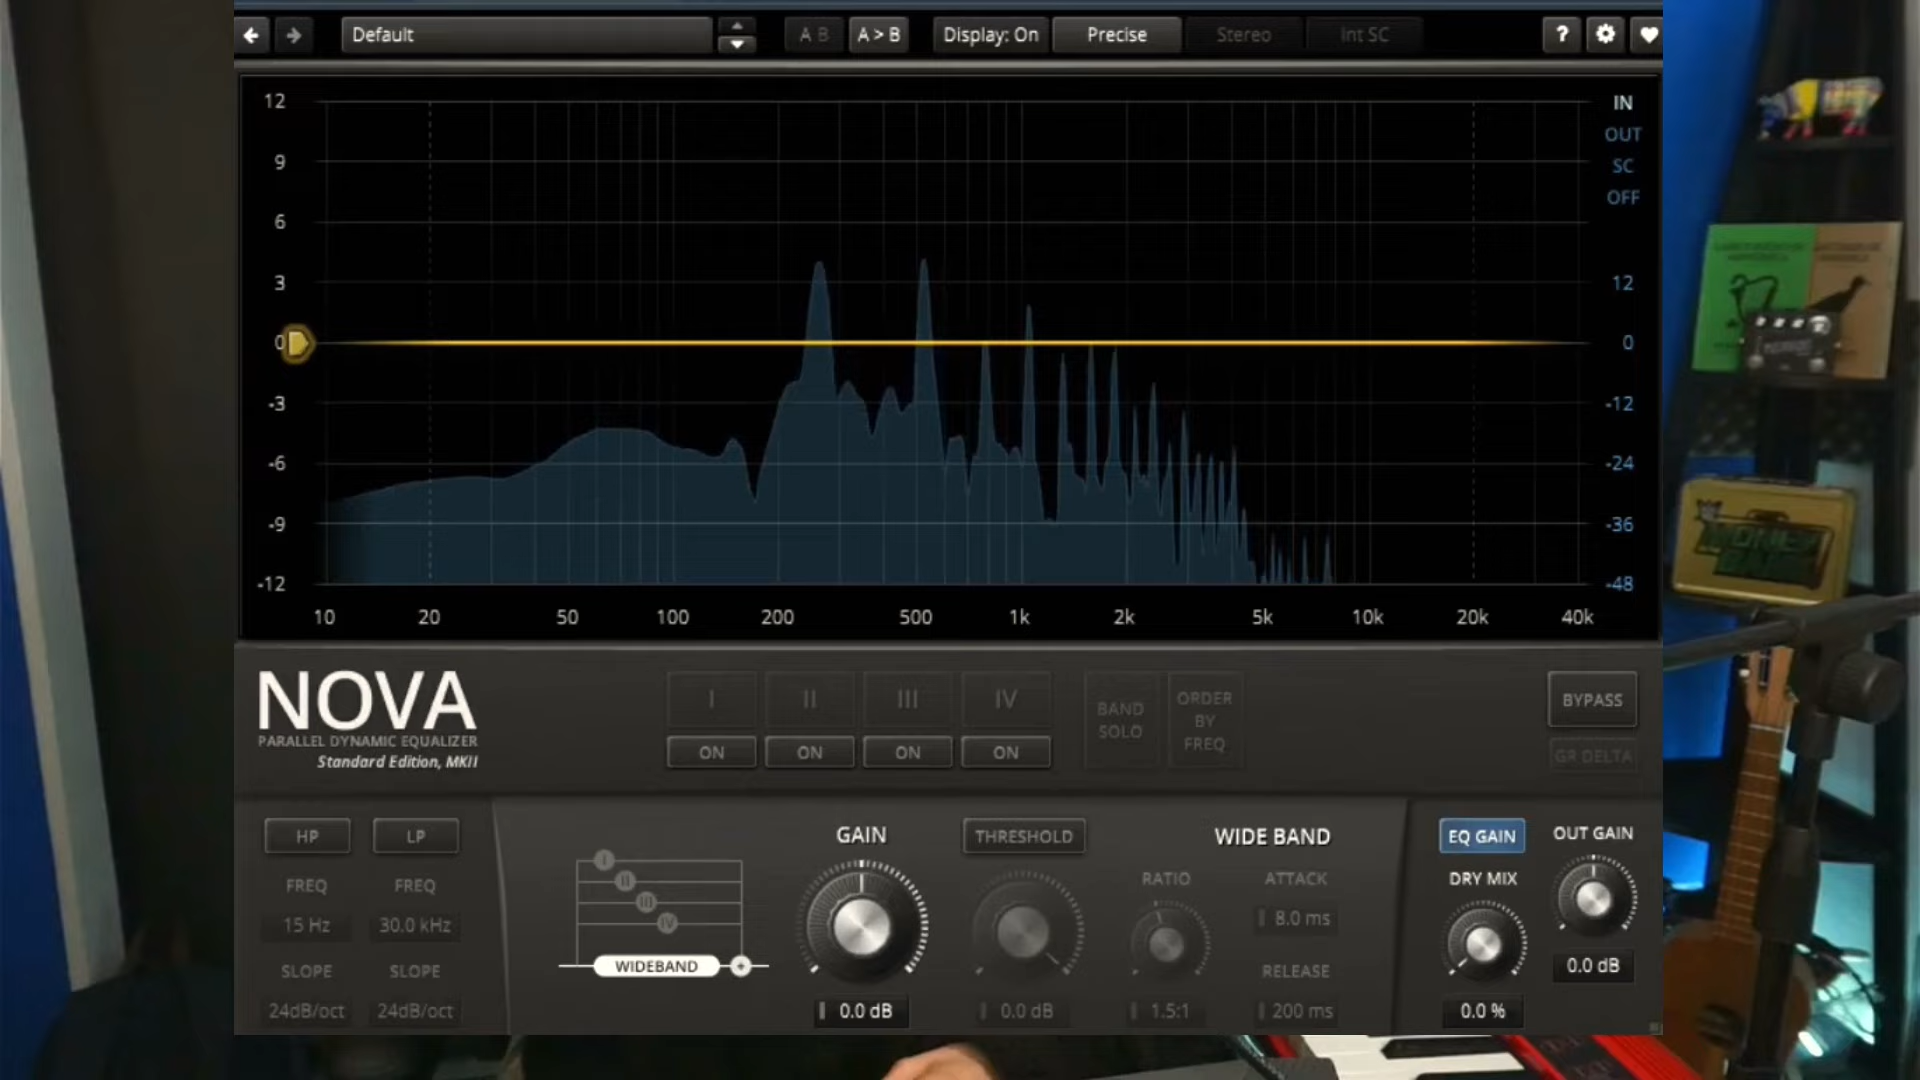 Default
A B
A > B
Display: On
Precise
Stereo
Int SC
?
12
9
6
3
0
-3
-6
-9
-12
IN
OUT
SC
OFF
12
0
-12
-24
-36
-48
10 20 50 100 200 500 1k 2k 5k 10k 20k 40k
NOVA
PARALLEL DYNAMIC EQUALIZER
Standard Edition, MKII
I II III IV
ON ON ON ON
BAND
SOLO
ORDER
BY
FREQ
BYPASS
GR DELTA
HP LP
FREQ FREQ
15 Hz 30.0 kHz
SLOPE SLOPE
24dB/oct 24dB/oct
I
II
III
IV
WIDEBAND
GAIN
0.0 dB
THRESHOLD
0.0 dB
WIDE BAND
RATIO
1.5:1
ATTACK
8.0 ms
RELEASE
200 ms
EQ GAIN
DRY MIX
0.0 %
OUT GAIN
0.0 dB